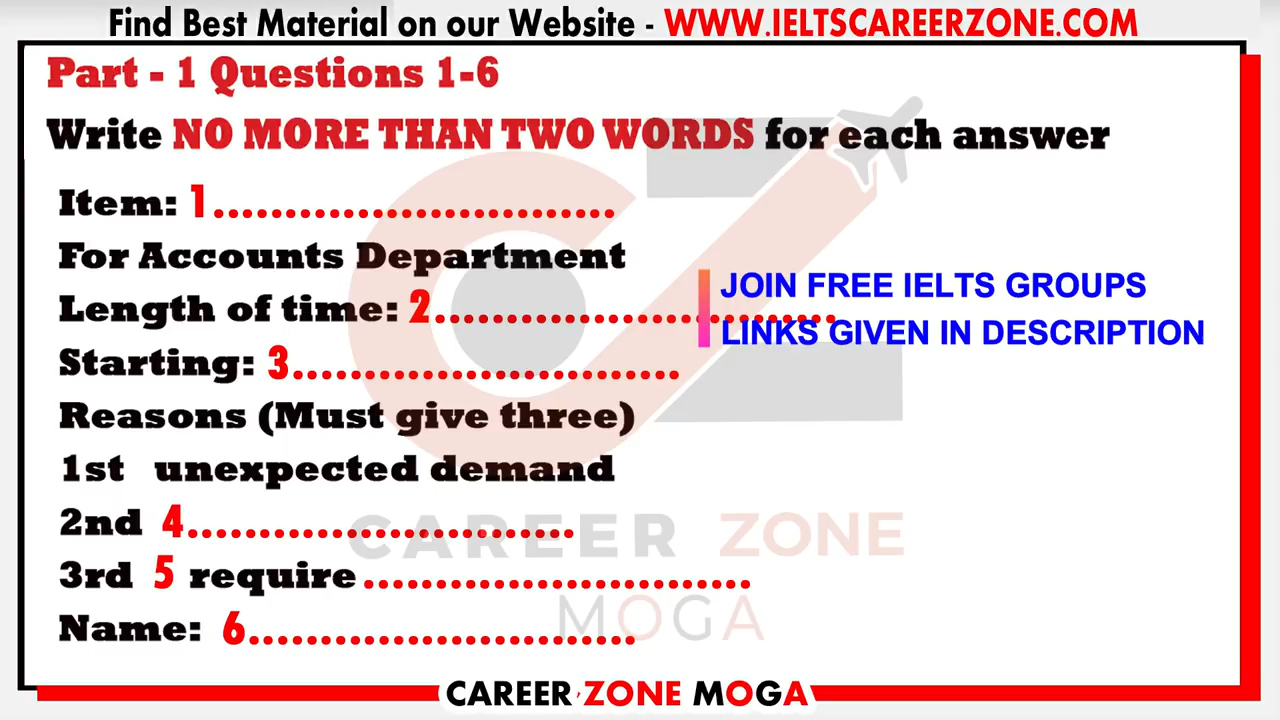 Find Best Material on our Website - WWW.IELTSCAREERZONE.COM
Part - 1 Questions 1-6
Write NO MORE THAN TWO WORDS for each answer
Item: 1............................
For Accounts Department
Length of time: 2............................
JOIN FREE IELTS GROUPS
LINKS GIVEN IN DESCRIPTION
Starting: 3...........................
Reasons (Must give three)
1st unexpected demand
2nd 4...........................
3rd 5 require...........................
Name: 6...........................
CAREER ZONE
MOGA
CAREER ZONE MOGA